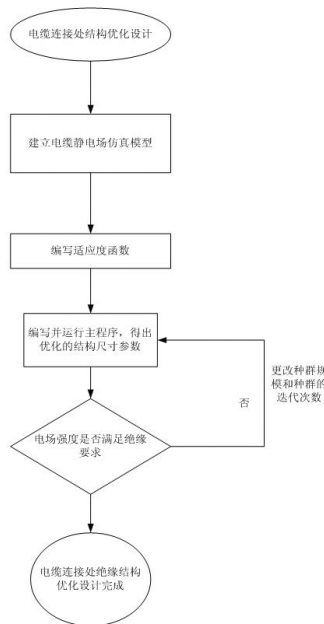 电缆连接处结构优化设计
建立电缆静电场仿真模型
编写适应度函数
编写并运行主程序，得出
优化的结构尺寸参数
更改种群规
模和种群的
迭代次数
否
电场强度是否满足绝缘
要求
电缆连接处绝缘结构
优化设计完成